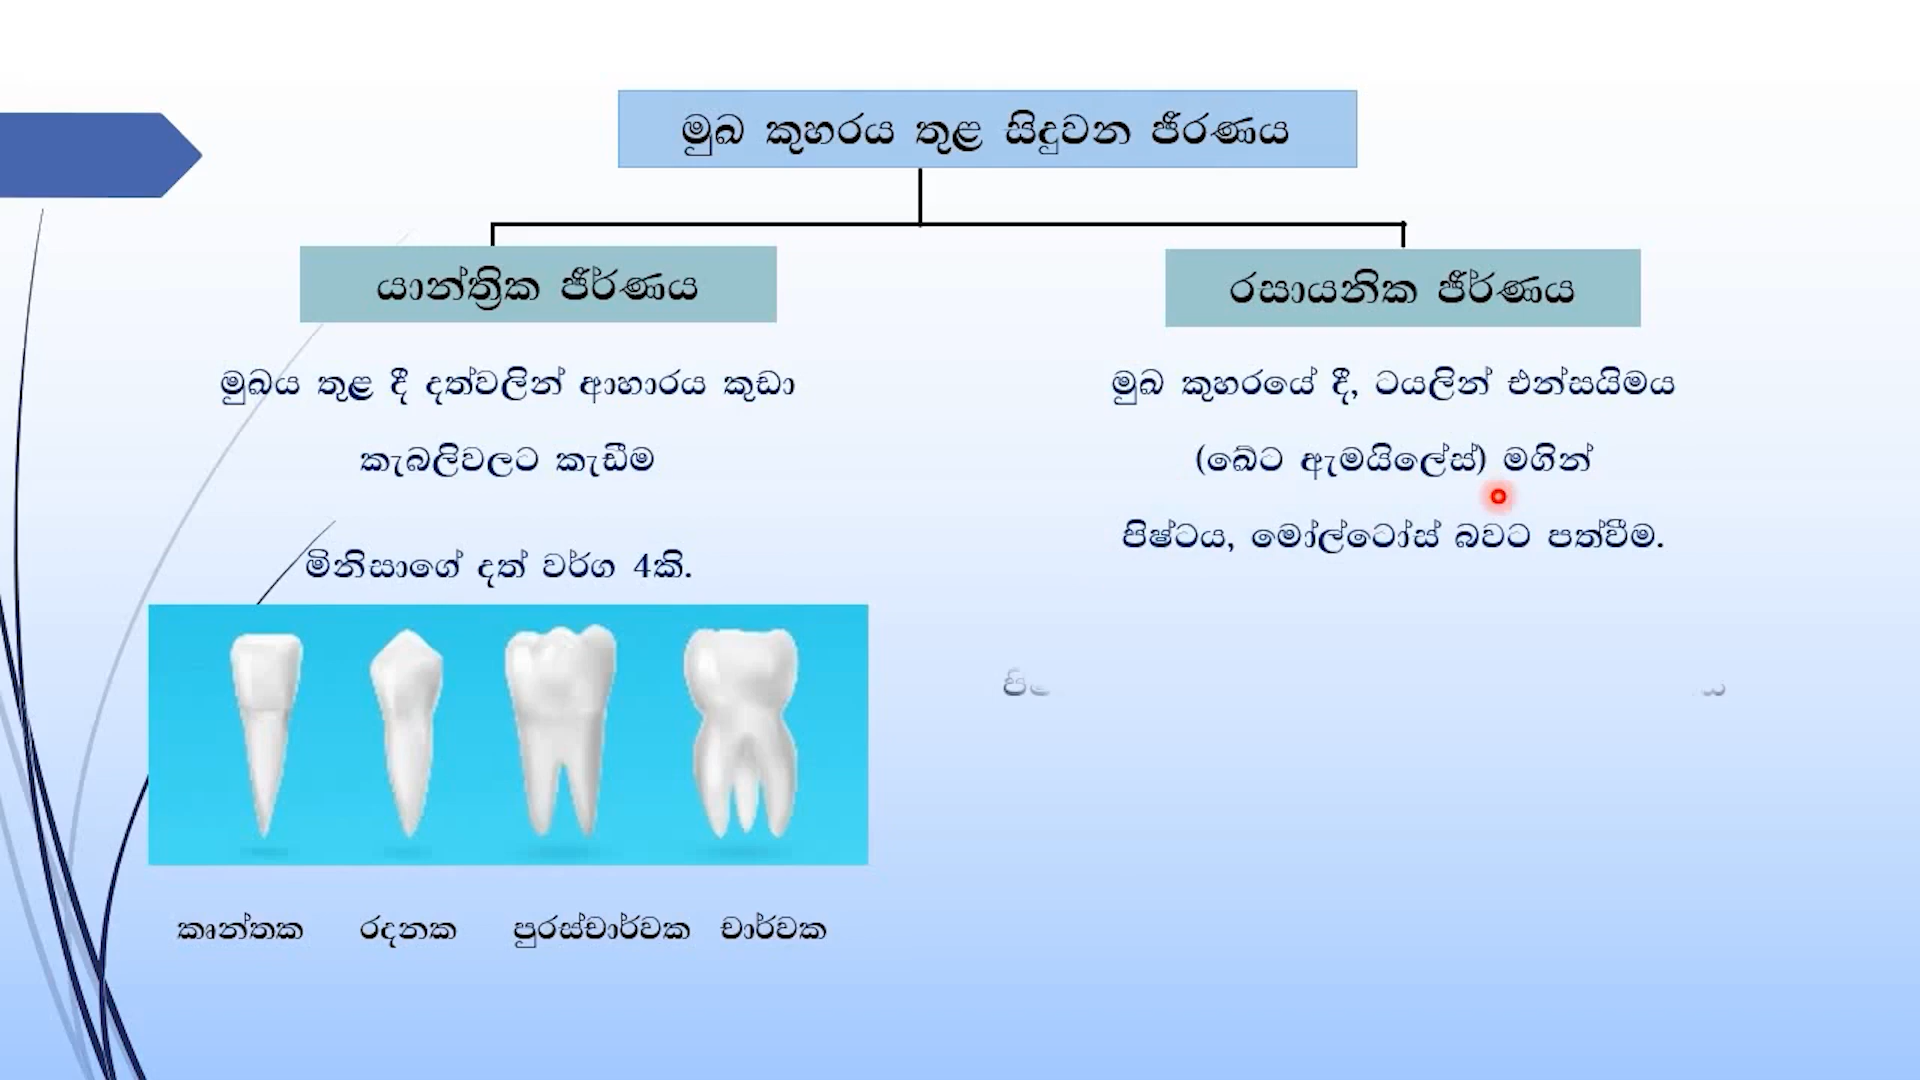 මුඛ කුහරය තුළ සිදුවන ජීරණය
යාන්ත්‍රික ජීර්ණය
මුඛය තුළ දී දත්වලින් ආහාරය කුඩා
කැබලිවලට කැඩීම
මිනිසාගේ දත් වර්ග 4කි.
කෘන්තක රදනක පුරස්චාර්වක චාර්වක
රසායනික ජීර්ණය
මුඛ කුහරයේ දී, ටයලින් එන්සයිමය
(ඛේට ඇමයිලේස්) මගින්
පිෂ්ටය, මෝල්ටෝස් බවට පත්වීම.